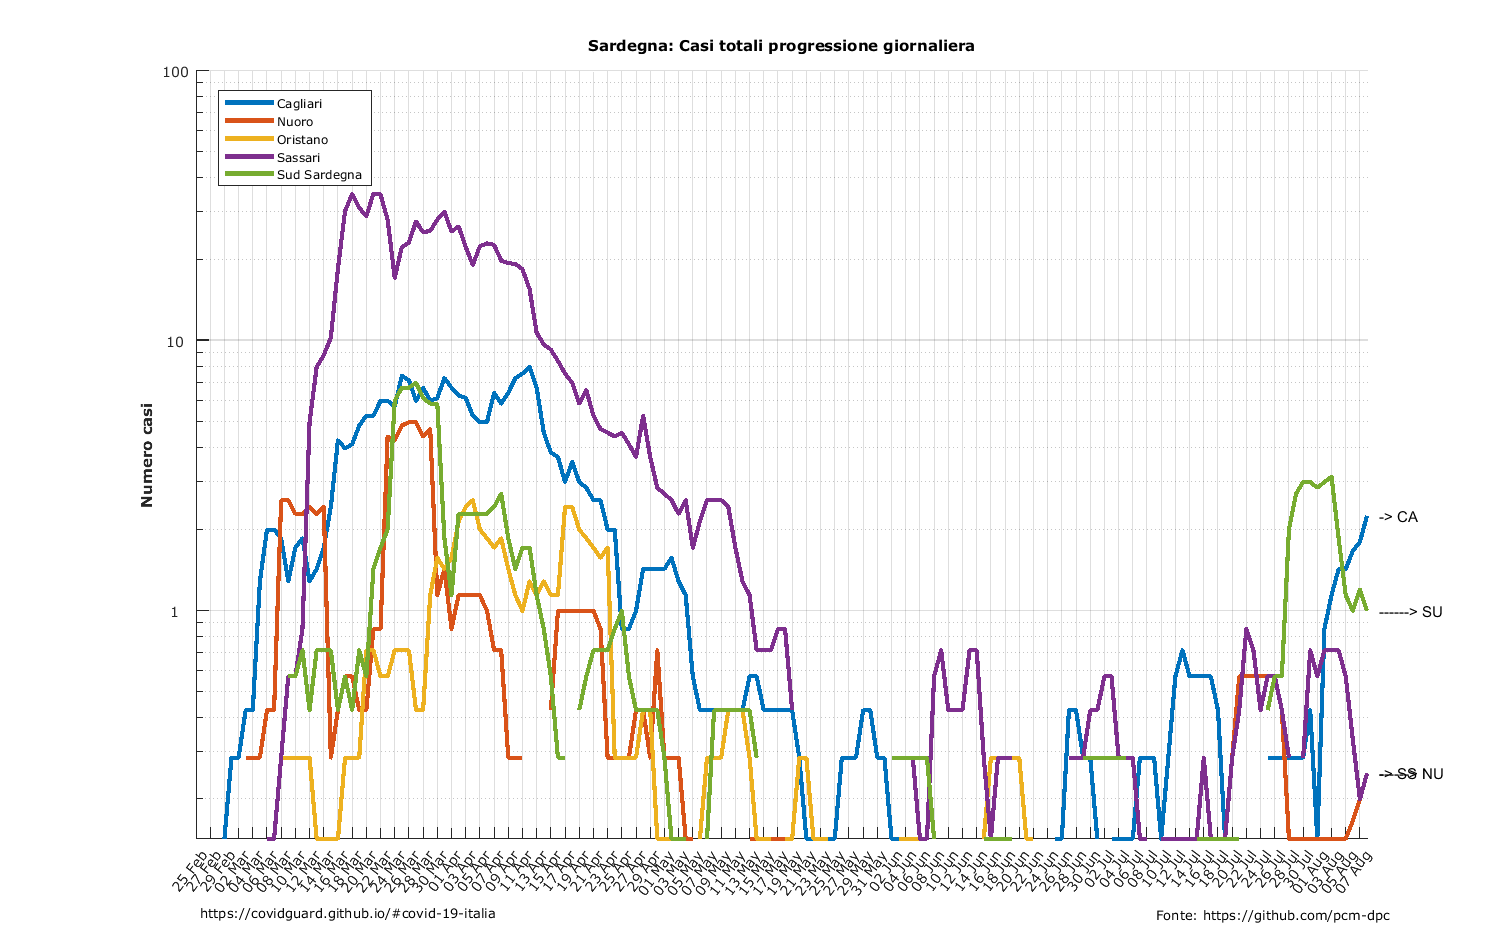 Sardegna: Casi totali progressione giornaliera
100
10
1
Numero casi
Cagliari
Nuoro
Oristano
Sassari
Sud Sardegna
-> CA
------> SU
-> SS
------> NU
25 Feb
27 Feb
29 Feb
02 Mar
04 Mar
06 Mar
08 Mar
10 Mar
12 Mar
14 Mar
16 Mar
18 Mar
20 Mar
22 Mar
24 Mar
26 Mar
28 Mar
30 Mar
01 Apr
03 Apr
05 Apr
07 Apr
09 Apr
11 Apr
13 Apr
15 Apr
17 Apr
19 Apr
21 Apr
23 Apr
25 Apr
27 Apr
29 Apr
01 May
03 May
05 May
07 May
09 May
11 May
13 May
15 May
17 May
19 May
21 May
23 May
25 May
27 May
29 May
31 May
02 Jun
04 Jun
06 Jun
08 Jun
10 Jun
12 Jun
14 Jun
16 Jun
18 Jun
20 Jun
22 Jun
24 Jun
26 Jun
28 Jun
30 Jun
02 Jul
04 Jul
06 Jul
08 Jul
10 Jul
12 Jul
14 Jul
16 Jul
18 Jul
20 Jul
22 Jul
24 Jul
26 Jul
28 Jul
30 Jul
01 Aug
03 Aug
05 Aug
07 Aug
https://covidguard.github.io/#covid-19-italia
Fonte: https://github.com/pcm-dpc